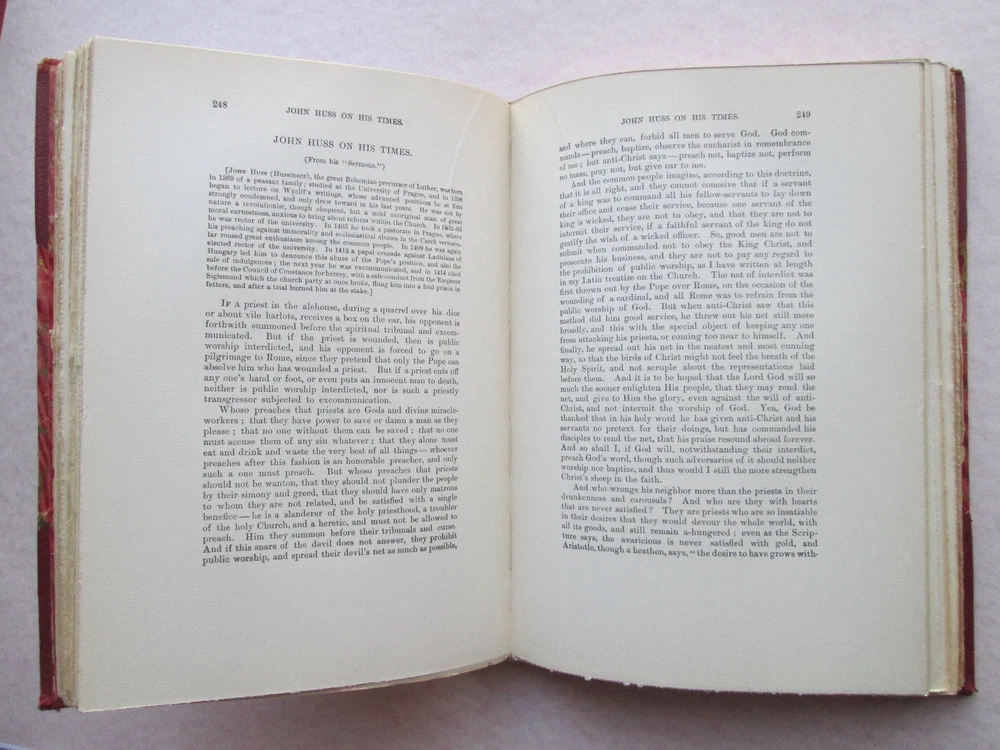 248
JOHN HUSS ON HIS TIMES.
JOHN HUSS ON HIS TIMES.
(From his "Sermons.")
[JOHN HUSS (Hussinecz), the great Bohemian precursor of Luther, was born
in 1369 of a peasant family; studied at the University of Prague, and in 1398
began to lecture on Wyclif's writings, whose advanced positions he at first
strongly condemned, and only drew toward in his last years. He was not by
nature a revolutionist, though eloquent, but a mild unoriginal man of great
moral earnestness, anxious to bring about reform within the Church. In 1402-03
he was rector of the university. In 1403 he took a pastorate in Prague, where
his preaching against immorality and ecclesiastical abuses in the Czech vernacu-
lar roused great enthusiasm among the common people. In 1409 he was again
elected rector of the university. In 1412 a papal crusade against Ladislaus of
Hungary led him to denounce this abuse of the Pope's position, and also the
sale of indulgences; the next year he was excommunicated, and in 1414 cited
before the Council of Constance for heresy, with a safe-conduct from the Emperor
Sigismund which the church party at once broke, flung him into a foul prison in
fetters, and after a trial burned him at the stake.]
IF A priest in the alehouse, during a quarrel over his dice
or about vile harlots, receives a box on the ear, his opponent is
forthwith summoned before the spiritual tribunal and excom-
municated. But if the priest is wounded, then is public
worship interdicted, and his opponent is forced to go on a
pilgrimage to Rome, since they pretend that only the Pope can
absolve him who has wounded a priest. But if a priest cuts off
any one's hand or foot, or even puts an innocent man to death,
neither is public worship interdicted, nor is such a priestly
transgressor subjected to excommunication.
Whoso preaches that priests are Gods and divine miracle-
workers; that they have power to save or damn a man as they
please; that no one without them can be saved; that no one
must accuse them of any sin whatever; that they alone must
eat and drink and waste the very best of all things—whoever
preaches after this fashion is an honorable preacher, and only
such a one must preach. But whoso preaches that priests
should not be wanton, that they should not plunder the people
by their simony and greed, that they should have only matrons
to whom they are not related, and be satisfied with a single
benefice—he is a slanderer of the holy priesthood, a troubler
of the holy Church, and a heretic, and must not be allowed to
preach. Him they summon before their tribunals and curse.
And if this snare of the devil does not answer, they prohibit
public worship, and spread their devil's net as much as possible,
JOHN HUSS ON HIS TIMES.
249
and where they can, forbid all men to serve God. God com-
mands—preach, baptize, observe the eucharist in remembrance
of me; but anti-Christ says—preach not, baptize not, perform
no mass, pray not, but give ear to me.
And the common people imagine, according to this doctrine,
that it is all right, and they cannot conceive that if a servant
of a king was to command all his fellow-servants to lay down
their office and cease their service, because one servant of the
king is wicked, they are not to obey, and that they are not to
intermit their service, if a faithful servant of the king do not
gratify the wish of a wicked officer. So, good men are not to
submit when commanded not to obey the King Christ, and
prosecute his business, and they are not to pay any regard to
the prohibition of public worship, as I have written at length
in my Latin treatise on the Church. The net of interdict was
first thrown out by the Pope over Rome, on the occasion of the
wounding of a cardinal, and all Rome was to refrain from the
public worship of God. But when anti-Christ saw that this
method did him good service, he threw out his net still more
broadly, and this with the special object of keeping any one
from attacking his priests, or coming too near to himself. And
finally, he spread out his net in the neatest and most cunning
way, so that the birds of Christ might not feel the breath of the
Holy Spirit, and not scruple about the representations laid
before them. And it is to be hoped that the Lord God will so
much the sooner enlighten His people, that they may rend the
net, and give to Him the glory, even against the will of anti-
Christ, and not intermit the worship of God. Yea, God be
thanked that in his holy word he has given anti-Christ and his
servants no pretext for their doings, but has commanded his
disciples to rend the net, that his praise resound abroad forever.
And so shall I, if God will, notwithstanding their interdict,
preach God's word, though such adversaries of it should neither
worship nor baptize, and thus would I still the more strengthen
Christ's sheep in the faith.
And who wrongs his neighbor more than the priests in their
drunkenness and carousals? And who are they with hearts
that are never satisfied? They are priests who are so insatiable
in their desires that they would devour the whole world, with
all its goods, and still remain a-hungered; even as the Scrip-
ture says, the avaricious is never satisfied with gold, and
Aristotle, though a heathen, says, "the desire to have grows with-